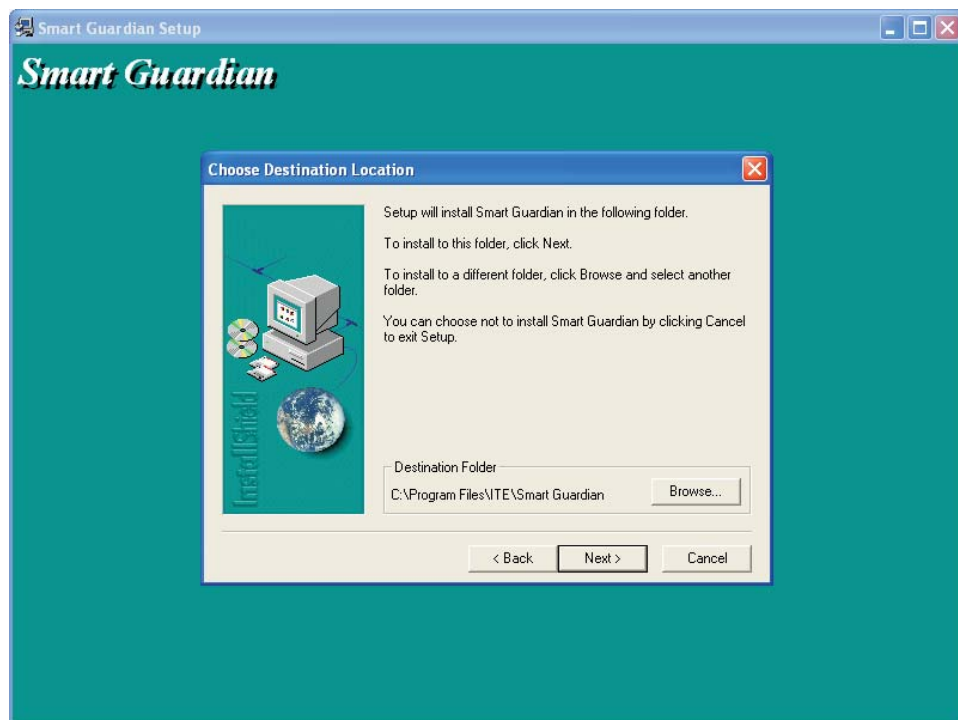 Smart Guardian Setup
Smart Guardian
Choose Destination Location
Setup will install Smart Guardian in the following folder.
To install to this folder, click Next.
To install to a different folder, click Browse and select another
folder.
You can choose not to install Smart Guardian by clicking Cancel
to exit Setup.
InstallShield
Destination Folder
C:\Program Files\ITE\Smart Guardian
Browse...
< Back
Next >
Cancel